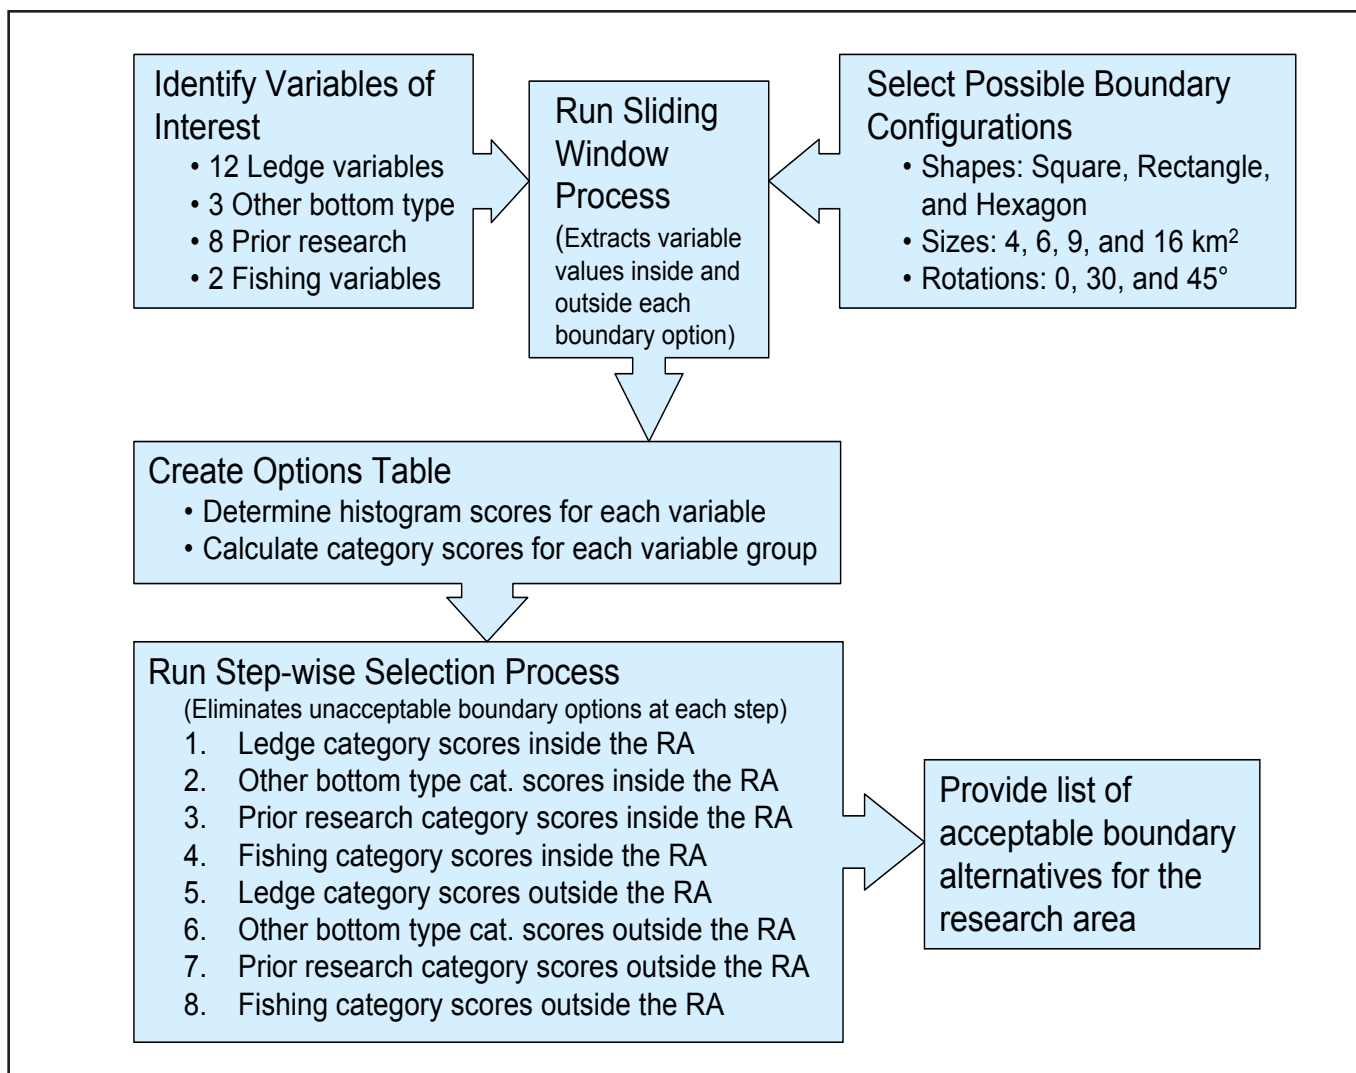 Identify Variables of
Interest
• 12 Ledge variables
• 3 Other bottom type
• 8 Prior research
• 2 Fishing variables
Run Sliding
Window
Process
(Extracts variable
values inside and
outside each
boundary option)
Select Possible Boundary
Configurations
• Shapes: Square, Rectangle,
and Hexagon
• Sizes: 4, 6, 9, and 16 km²
• Rotations: 0, 30, and 45°
Create Options Table
• Determine histogram scores for each variable
• Calculate category scores for each variable group
Run Step-wise Selection Process
(Eliminates unacceptable boundary options at each step)
1. Ledge category scores inside the RA
2. Other bottom type cat. scores inside the RA
3. Prior research category scores inside the RA
4. Fishing category scores inside the RA
5. Ledge category scores outside the RA
6. Other bottom type cat. scores outside the RA
7. Prior research category scores outside the RA
8. Fishing category scores outside the RA
Provide list of
acceptable boundary
alternatives for the
research area